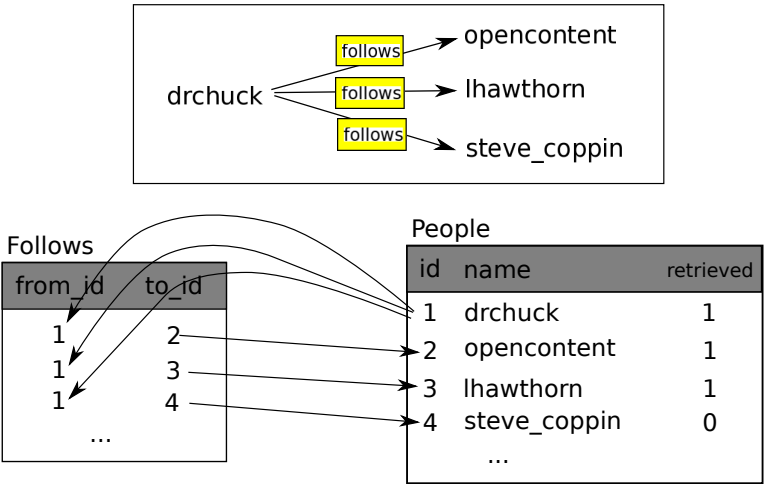 follows opencontent
drchuck follows lhawthorn
follows steve_coppin
Follows
from_id to_id
1 2
1 3
1 4
...
People
id name retrieved
1 drchuck 1
2 opencontent 1
3 lhawthorn 1
4 steve_coppin 0
...